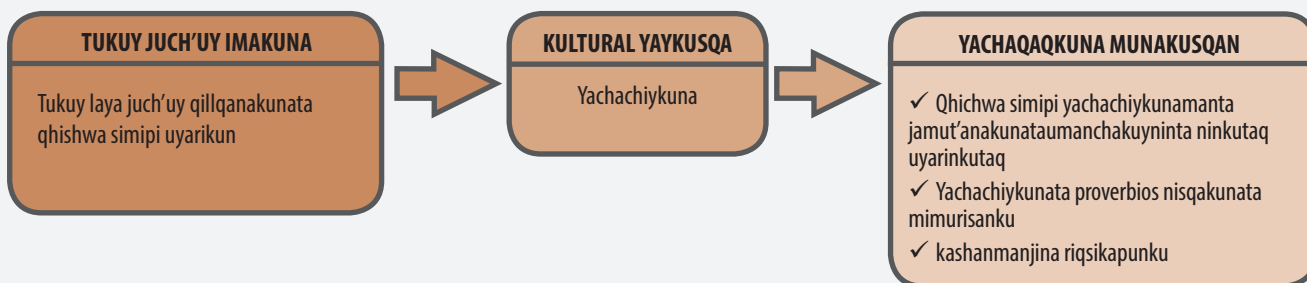 TUKUY JUCH’UY IMAKUNA
Tukuy laya juch’uy qillqanakunata
qhishwa simipi uyarikun
KULTURAL YAYKUSQA
Yachachiykuna
YACHAQAQKUNA MUNAKUSQAN
✓ Qhichwa simipi yachachiykunamanta
jamut’anakunataumanchakuyninta ninkutaq
uyarinkutaq
✓ Yachachiykunata proverbios nisqakunata
mimurisanku
✓ kashanmanjina riqsikapunku